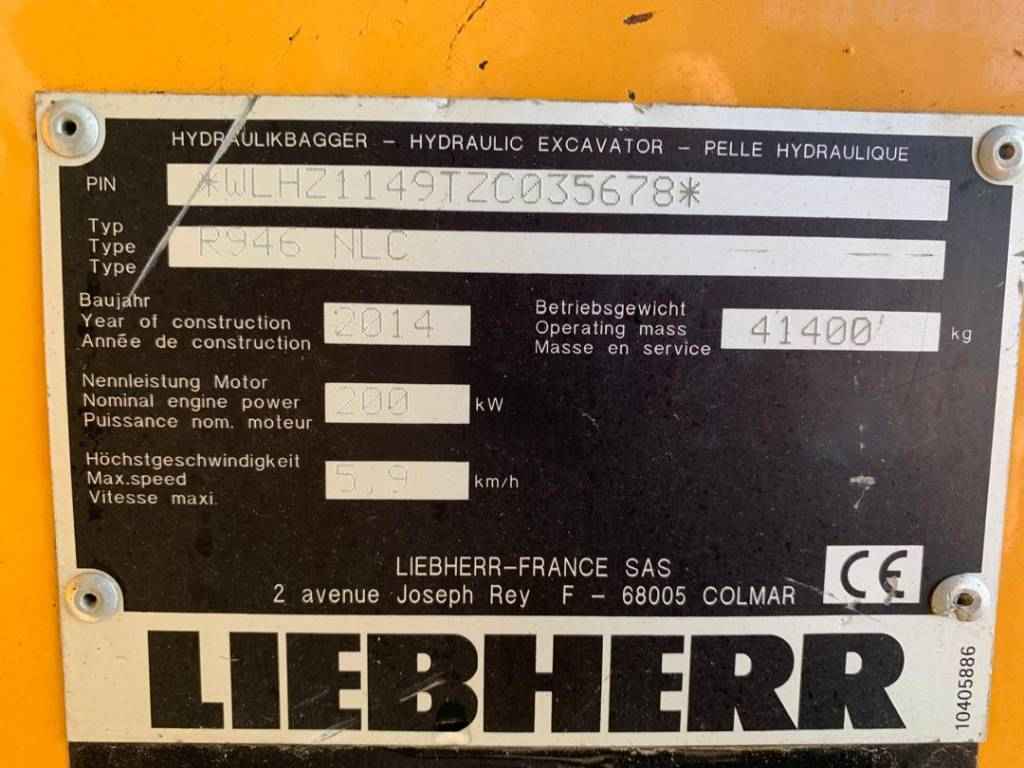 HYDRAULIKBAGGER – HYDRAULIC EXCAVATOR – PELLE HYDRAULIQUE
PIN *WLHZ1149TZC035678*
Typ
Type R946 NLC
Type
Baujahr
Year of construction 2014
Année de construction
Betriebsgewicht
Operating mass 41400 kg
Masse en service
Nennleistung Motor
Nominal engine power 200 kW
Puissance nom. moteur
Höchstgeschwindigkeit
Max.speed 5,9 km/h
Vitesse maxi.
LIEBHERR–FRANCE SAS
2 avenue Joseph Rey F – 68005 COLMAR
CE
LIEBHERR
10405886